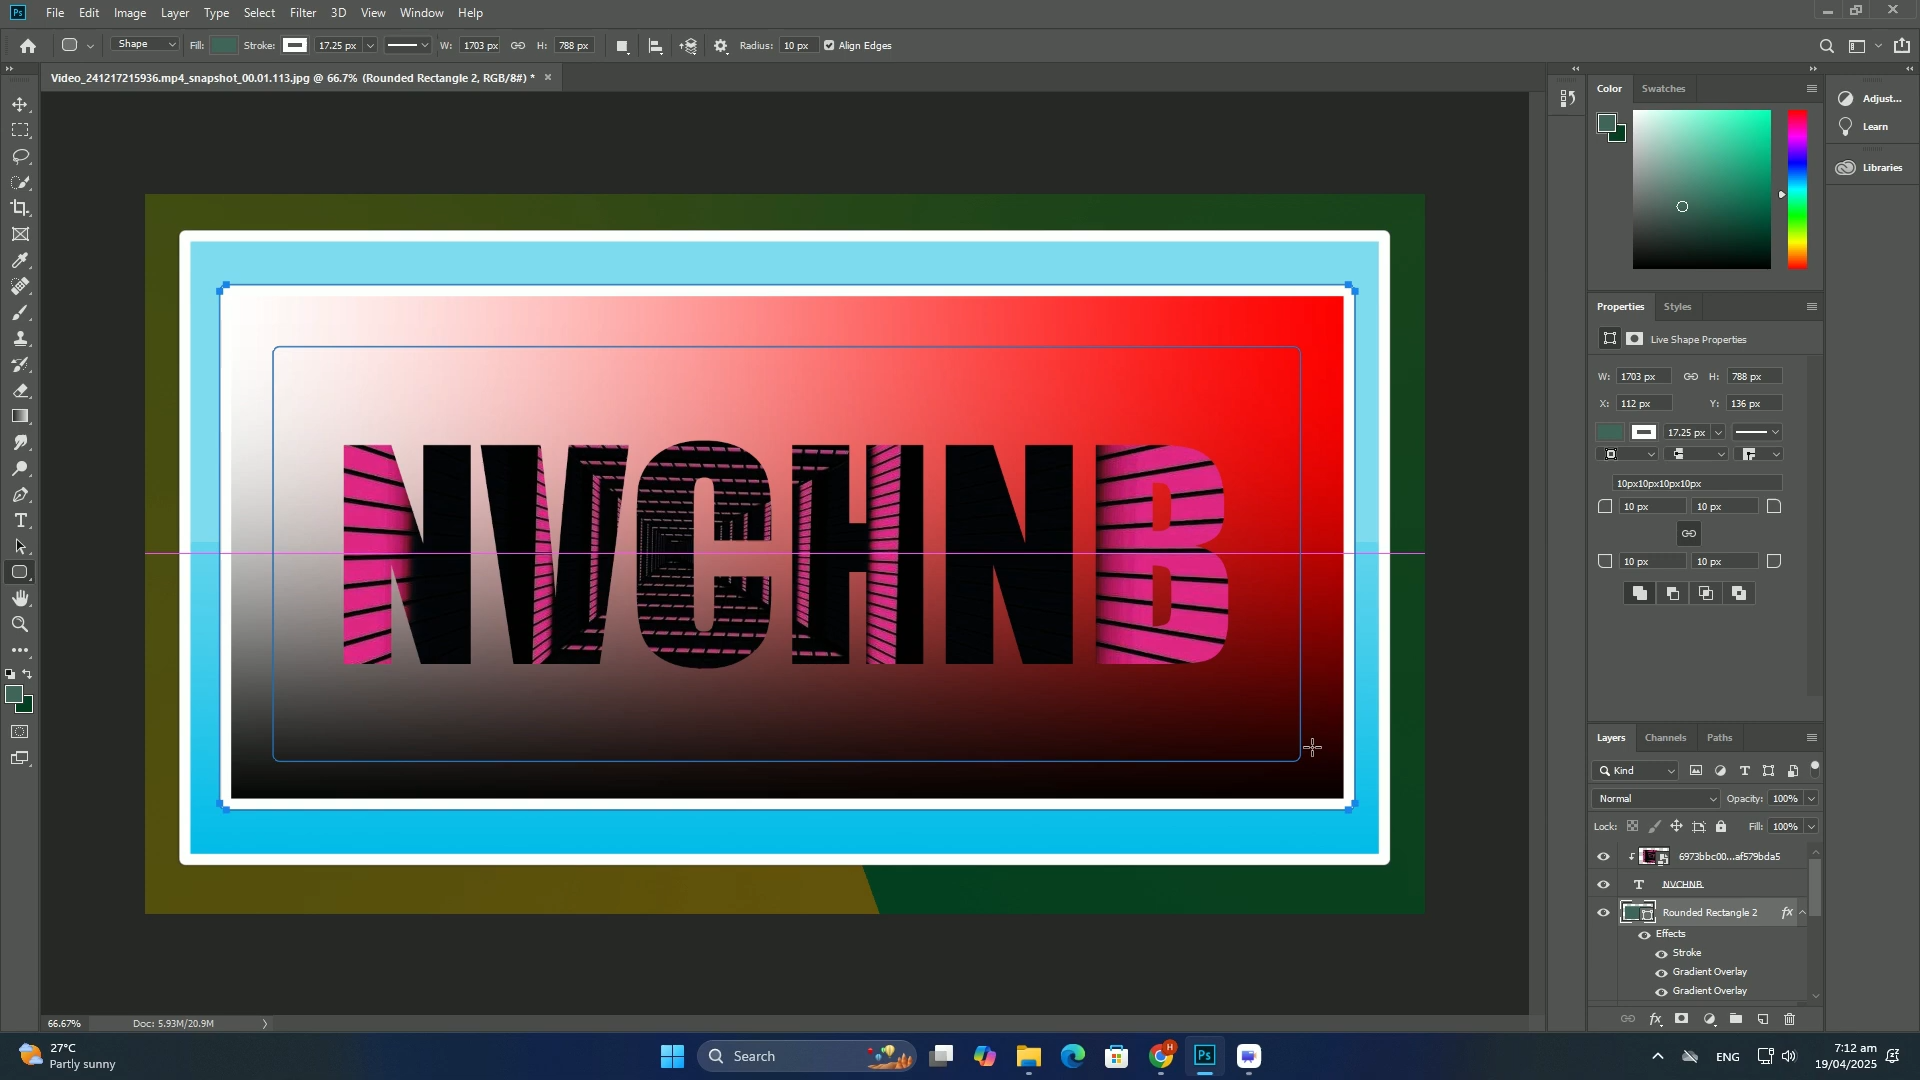 Ps File Edit Image Layer Type Select Filter 3D View Window Help
Shape Fill: Stroke: 17.25 px W: 1703 px H: 788 px Radius: 10 px Align Edges
Video_241217215936.mp4_snapshot_00.01.113.jpg @ 66.7% (Rounded Rectangle 2, RGB/8#) * ×
NVCHNB
66.67% Doc: 5.93M/20.9M
Color Swatches
Adjust...
Learn
Libraries
Properties Styles
Live Shape Properties
W: 1703 px H: 788 px
X: 112 px Y: 136 px
17.25 px
10px10px10px10px
10 px 10 px
10 px 10 px
Layers Channels Paths
Kind
Normal Opacity: 100%
Lock: Fill: 100%
6973bbc00...af579bda5
T NVCHNB
Rounded Rectangle 2 fx
Effects
Stroke
Gradient Overlay
Gradient Overlay
fx
27°C
Partly sunny
Search
H
Ps
ENG
7:12 am
19/04/2025